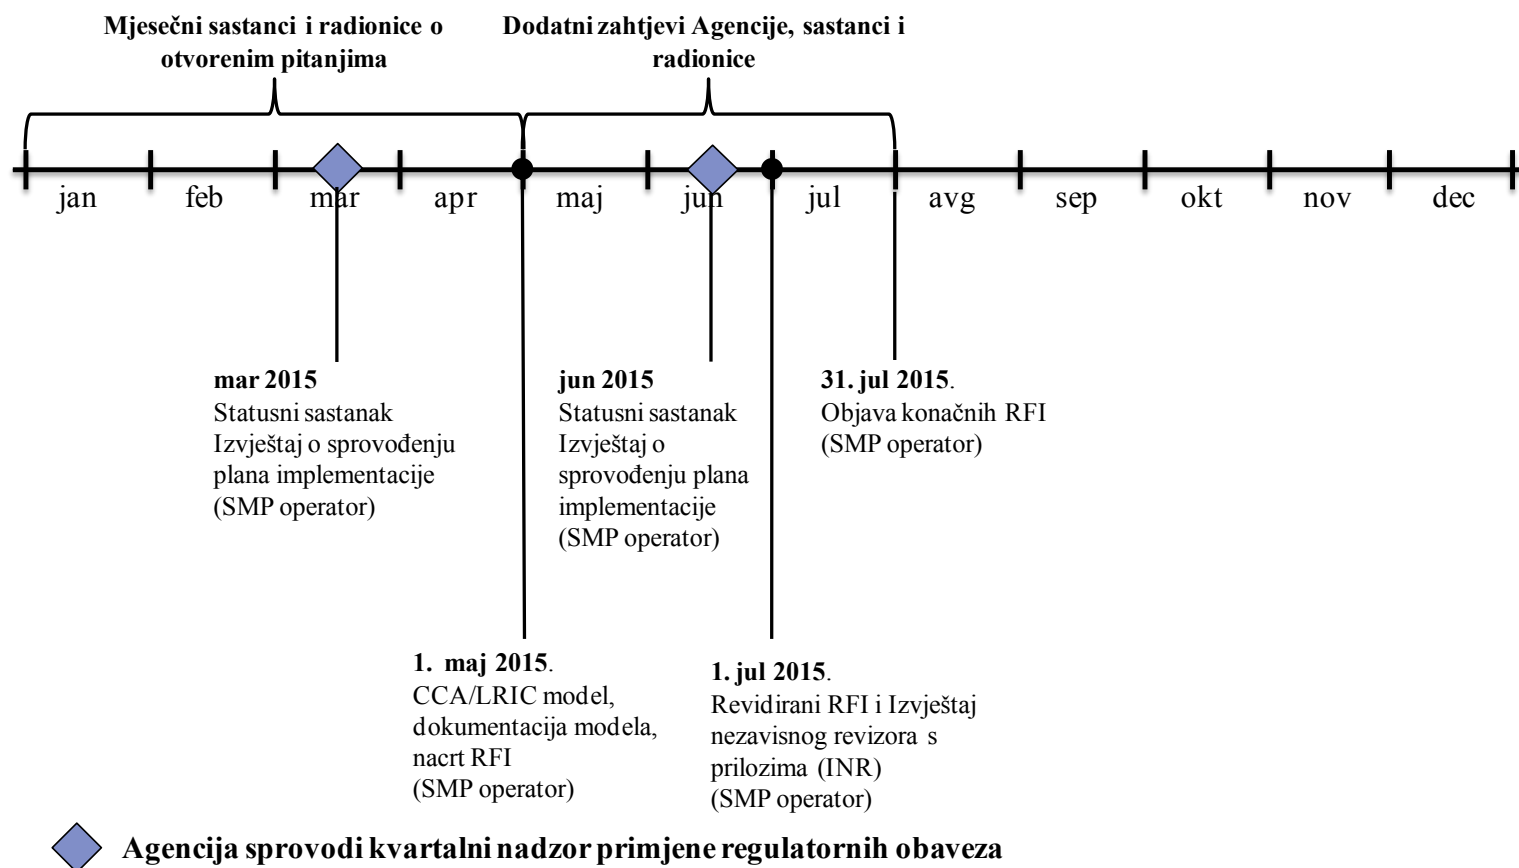 Mjesečni sastanci i radionice o
otvorenim pitanjima
Dodatni zahtjevi Agencije, sastanci i
radionice
jan feb mar apr maj jun jul avg sep okt nov dec
mar 2015
Statusni sastanak
Izvještaj o sprovođenju
plana implementacije
(SMP operator)
jun 2015
Statusni sastanak
Izvještaj o
sprovođenju plana
implementacije
(SMP operator)
31. jul 2015.
Objava konačnih RFI
(SMP operator)
1. maj 2015.
CCA/LRIC model,
dokumentacija modela,
nacrt RFI
(SMP operator)
1. jul 2015.
Revidirani RFI i Izvještaj
nezavisnog revizora s
prilozima (INR)
(SMP operator)
Agencija sprovodi kvartalni nadzor primjene regulatornih obaveza